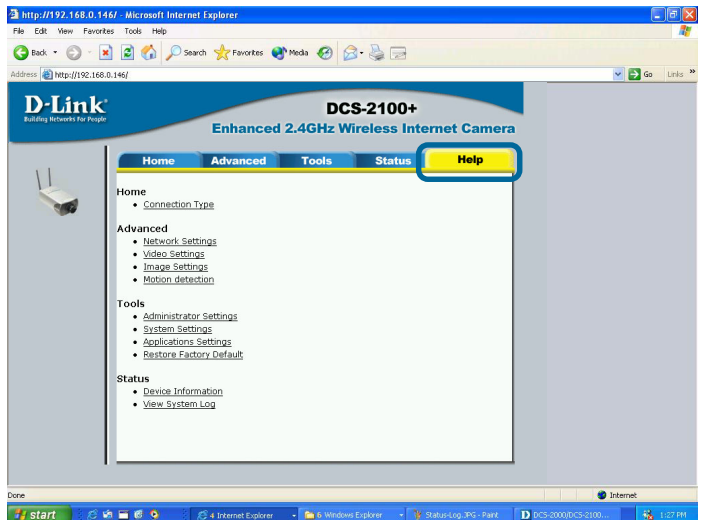 http://192.168.0.146/ - Microsoft Internet Explorer
File Edit View Favorites Tools Help
Back Search Favorites Media
Address http://192.168.0.146/ Go Links »
D-Link
Building Networks for People
DCS-2100+
Enhanced 2.4GHz Wireless Internet Camera
Home Advanced Tools Status Help
Home
• Connection Type
Advanced
• Network Settings
• Video Settings
• Image Settings
• Motion detection
Tools
• Administrator Settings
• System Settings
• Applications Settings
• Restore Factory Default
Status
• Device Information
• View System Log
Done Internet
start 4 Internet Explorer 6 Windows Explorer Status-Log.JPG - Paint DCS-2000/DCS-2100... 1:27 PM